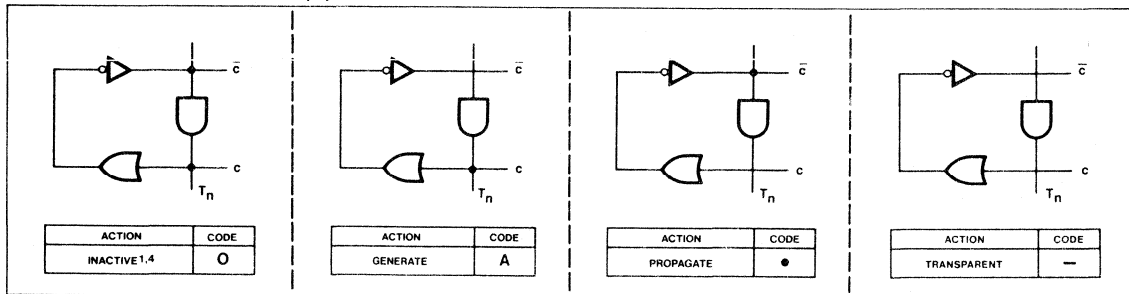 c̄
c
Tn
ACTION CODE
INACTIVE1,4 O
c̄
c
Tn
ACTION CODE
GENERATE A
c̄
c
Tn
ACTION CODE
PROPAGATE ●
c̄
c
Tn
ACTION CODE
TRANSPARENT —